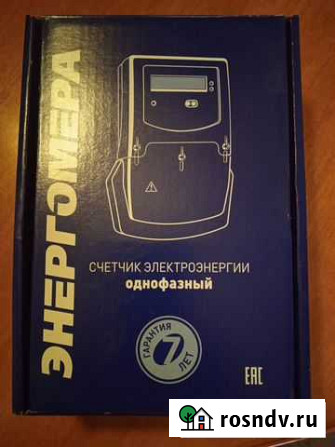 ЭНЕРГОМЕРА
СЧЕТЧИК ЭЛЕКТРОЭНЕРГИИ
однофазный
ГАРАНТИЯ
7
ЛЕТ
EAC
rosndv.ru